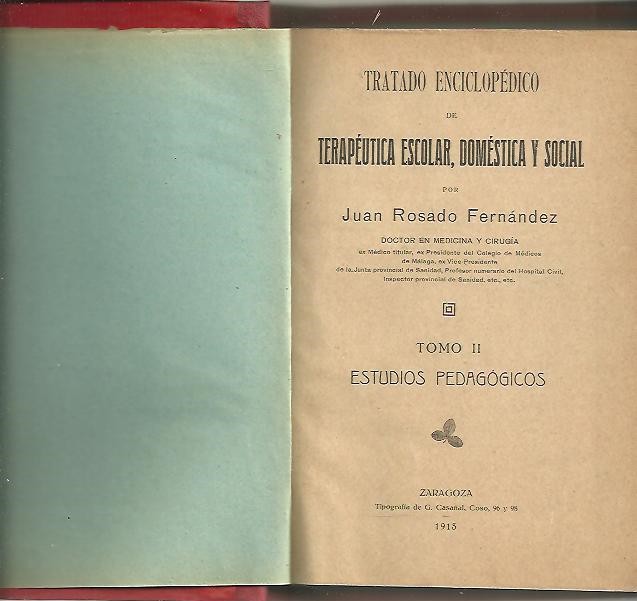 TRATADO ENCICLOPÉDICO
DE
TERAPÉUTICA ESCOLAR, DOMÉSTICA Y SOCIAL
POR
Juan Rosado Fernández
DOCTOR EN MEDICINA Y CIRUGÍA
ex Médico titular, ex Presidente del Colegio de Médicos
de Málaga, ex Vice Presidente
de la Junta provincial de Sanidad, Profesor numerario del Hospital Civil,
Inspector provincial de Sanidad, etc., etc.
TOMO II
ESTUDIOS PEDAGÓGICOS
ZARAGOZA
Tipografía de G. Casañal, Coso, 96 y 98
1915